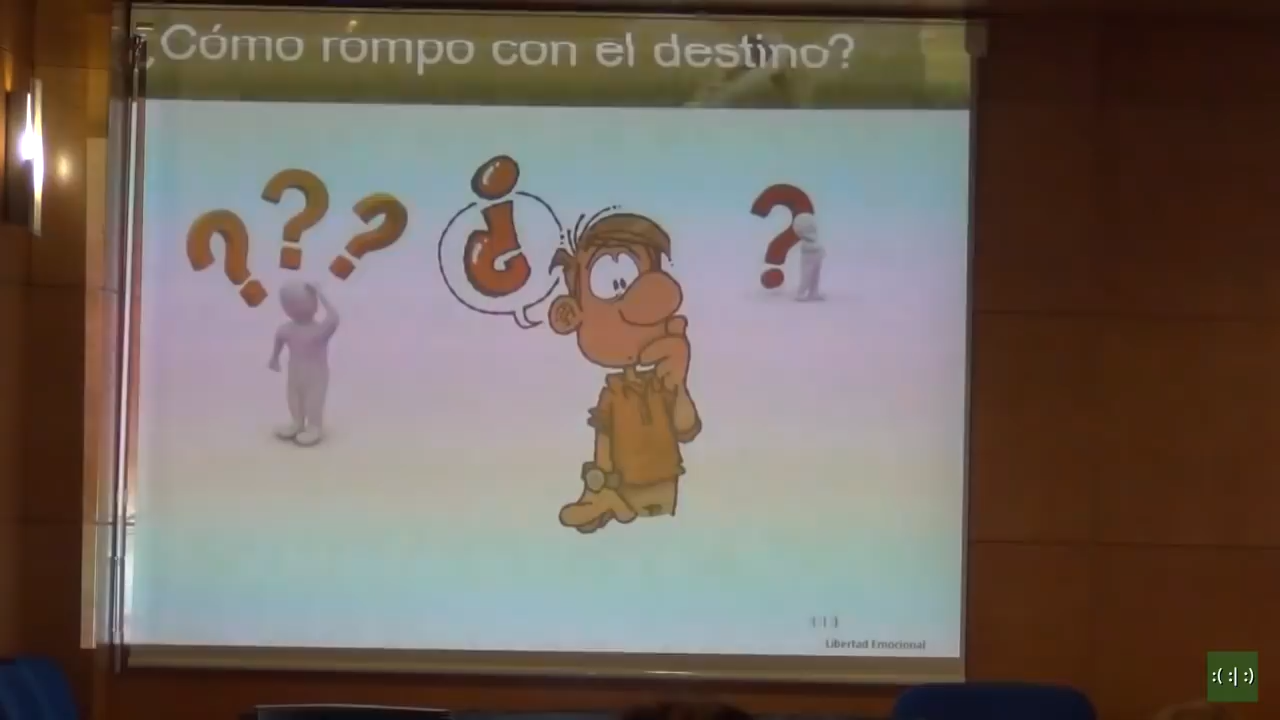 ¿Cómo rompo con el destino?
? ? ?
¿
?
Libertad Emocional
:( :| :)